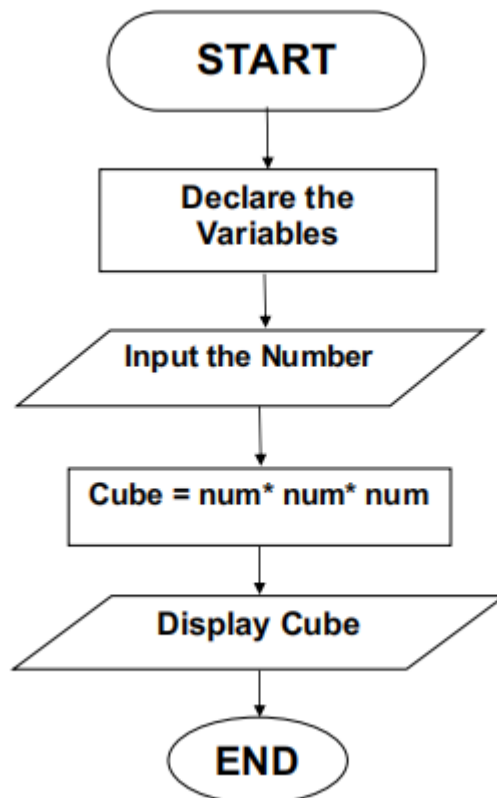 START
Declare the
Variables
Input the Number
Cube = num* num* num
Display Cube
END